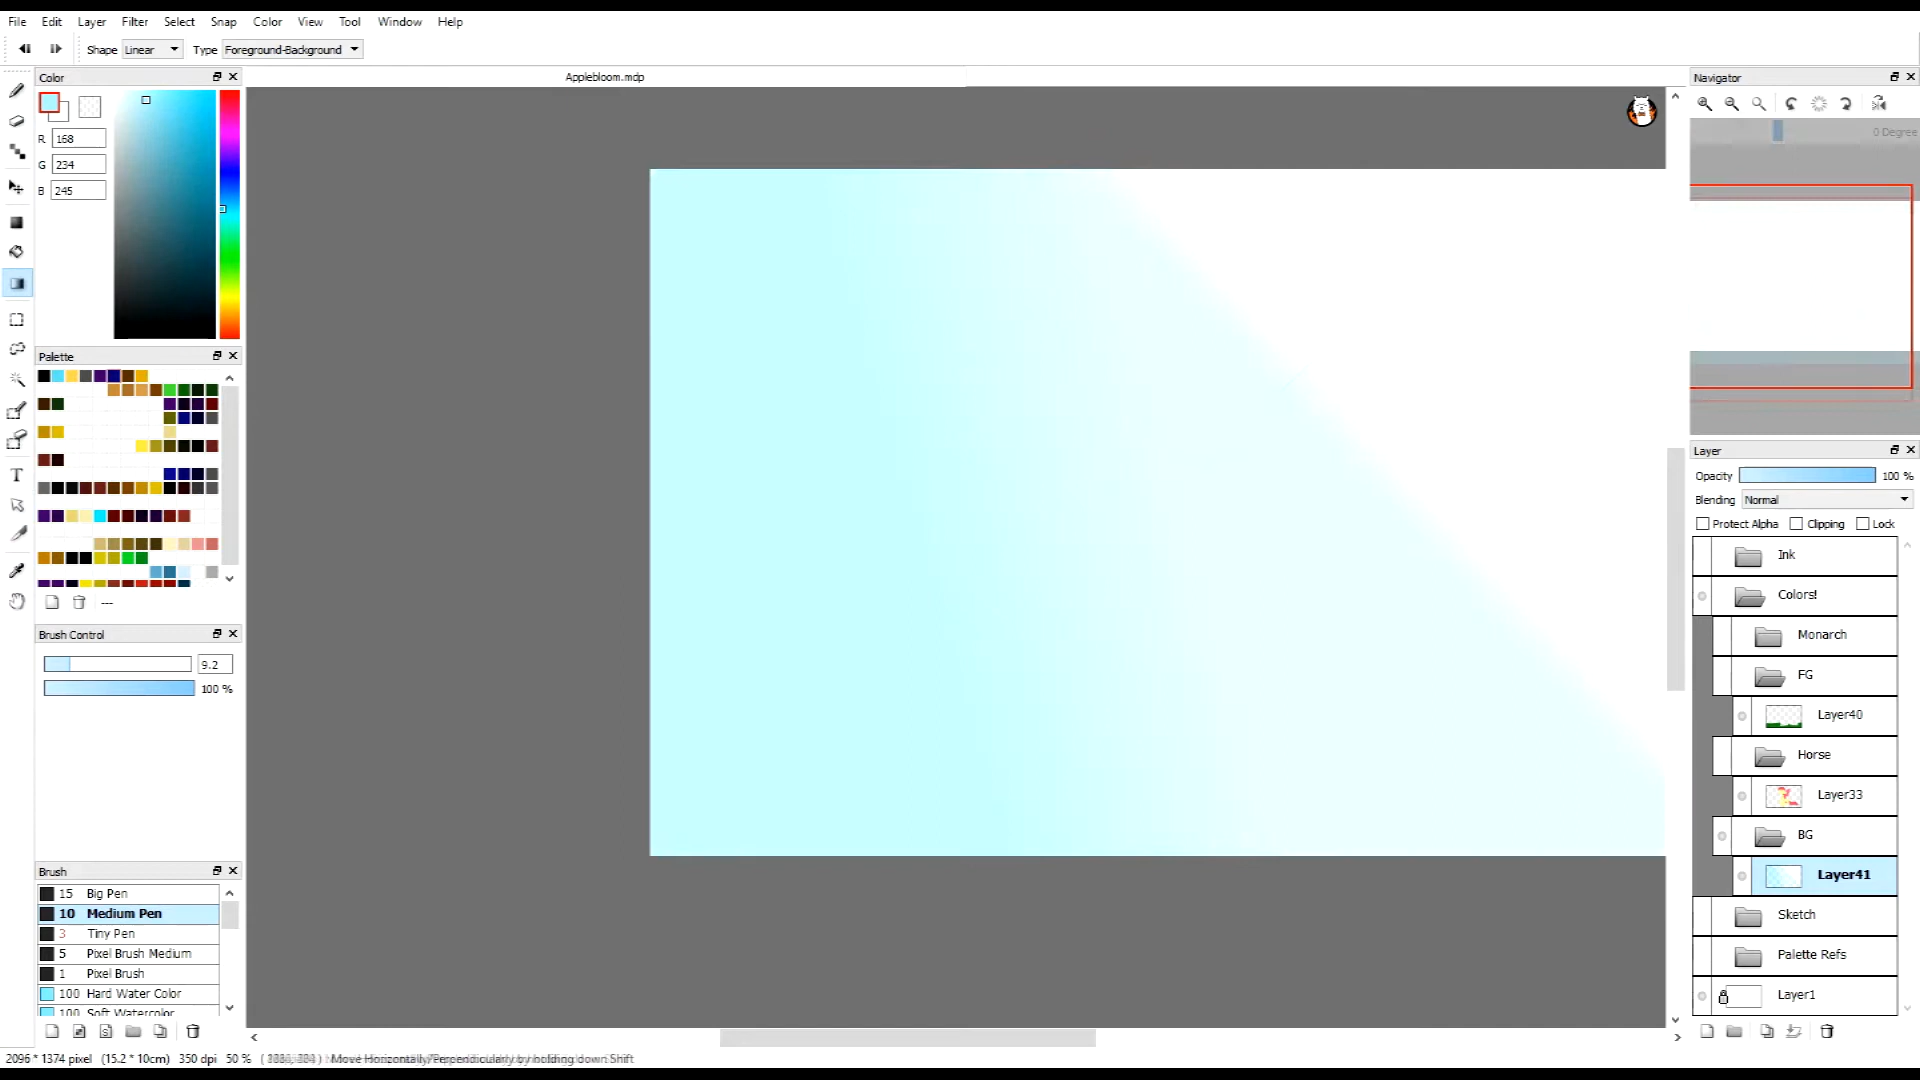 File Edit Layer Filter Select Snap Color View Tool Window Help
Shape Linear Type Foreground-Background
Color
Applebloom.mdp
Navigator
R 168
G 234
B 245
0 Degree
Palette
---
Layer
Opacity 100 %
Blending Normal
Protect Alpha Clipping Lock
Ink
Colors!
Monarch
FG
Layer40
Horse
Layer33
BG
Layer41
Sketch
Palette Refs
Layer1
Brush Control
9.2
100 %
Brush
15 Big Pen
10 Medium Pen
3 Tiny Pen
5 Pixel Brush Medium
1 Pixel Brush
100 Hard Water Color
100 Soft Watercolor
2096 * 1374 pixel (15.2 * 10cm) 350 dpi 50 % Move Horizontally/Perpendicularly by holding down Shift